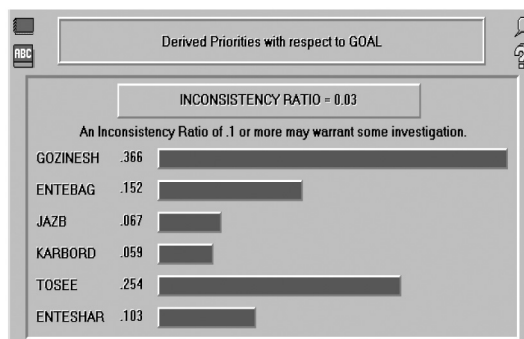 ABC
Derived Priorities with respect to GOAL
?
INCONSISTENCY RATIO = 0.03
An Inconsistency Ratio of .1 or more may warrant some investigation.
GOZINESH .366
ENTEBAG .152
JAZB .067
KARBORD .059
TOSEE .254
ENTESHAR .103